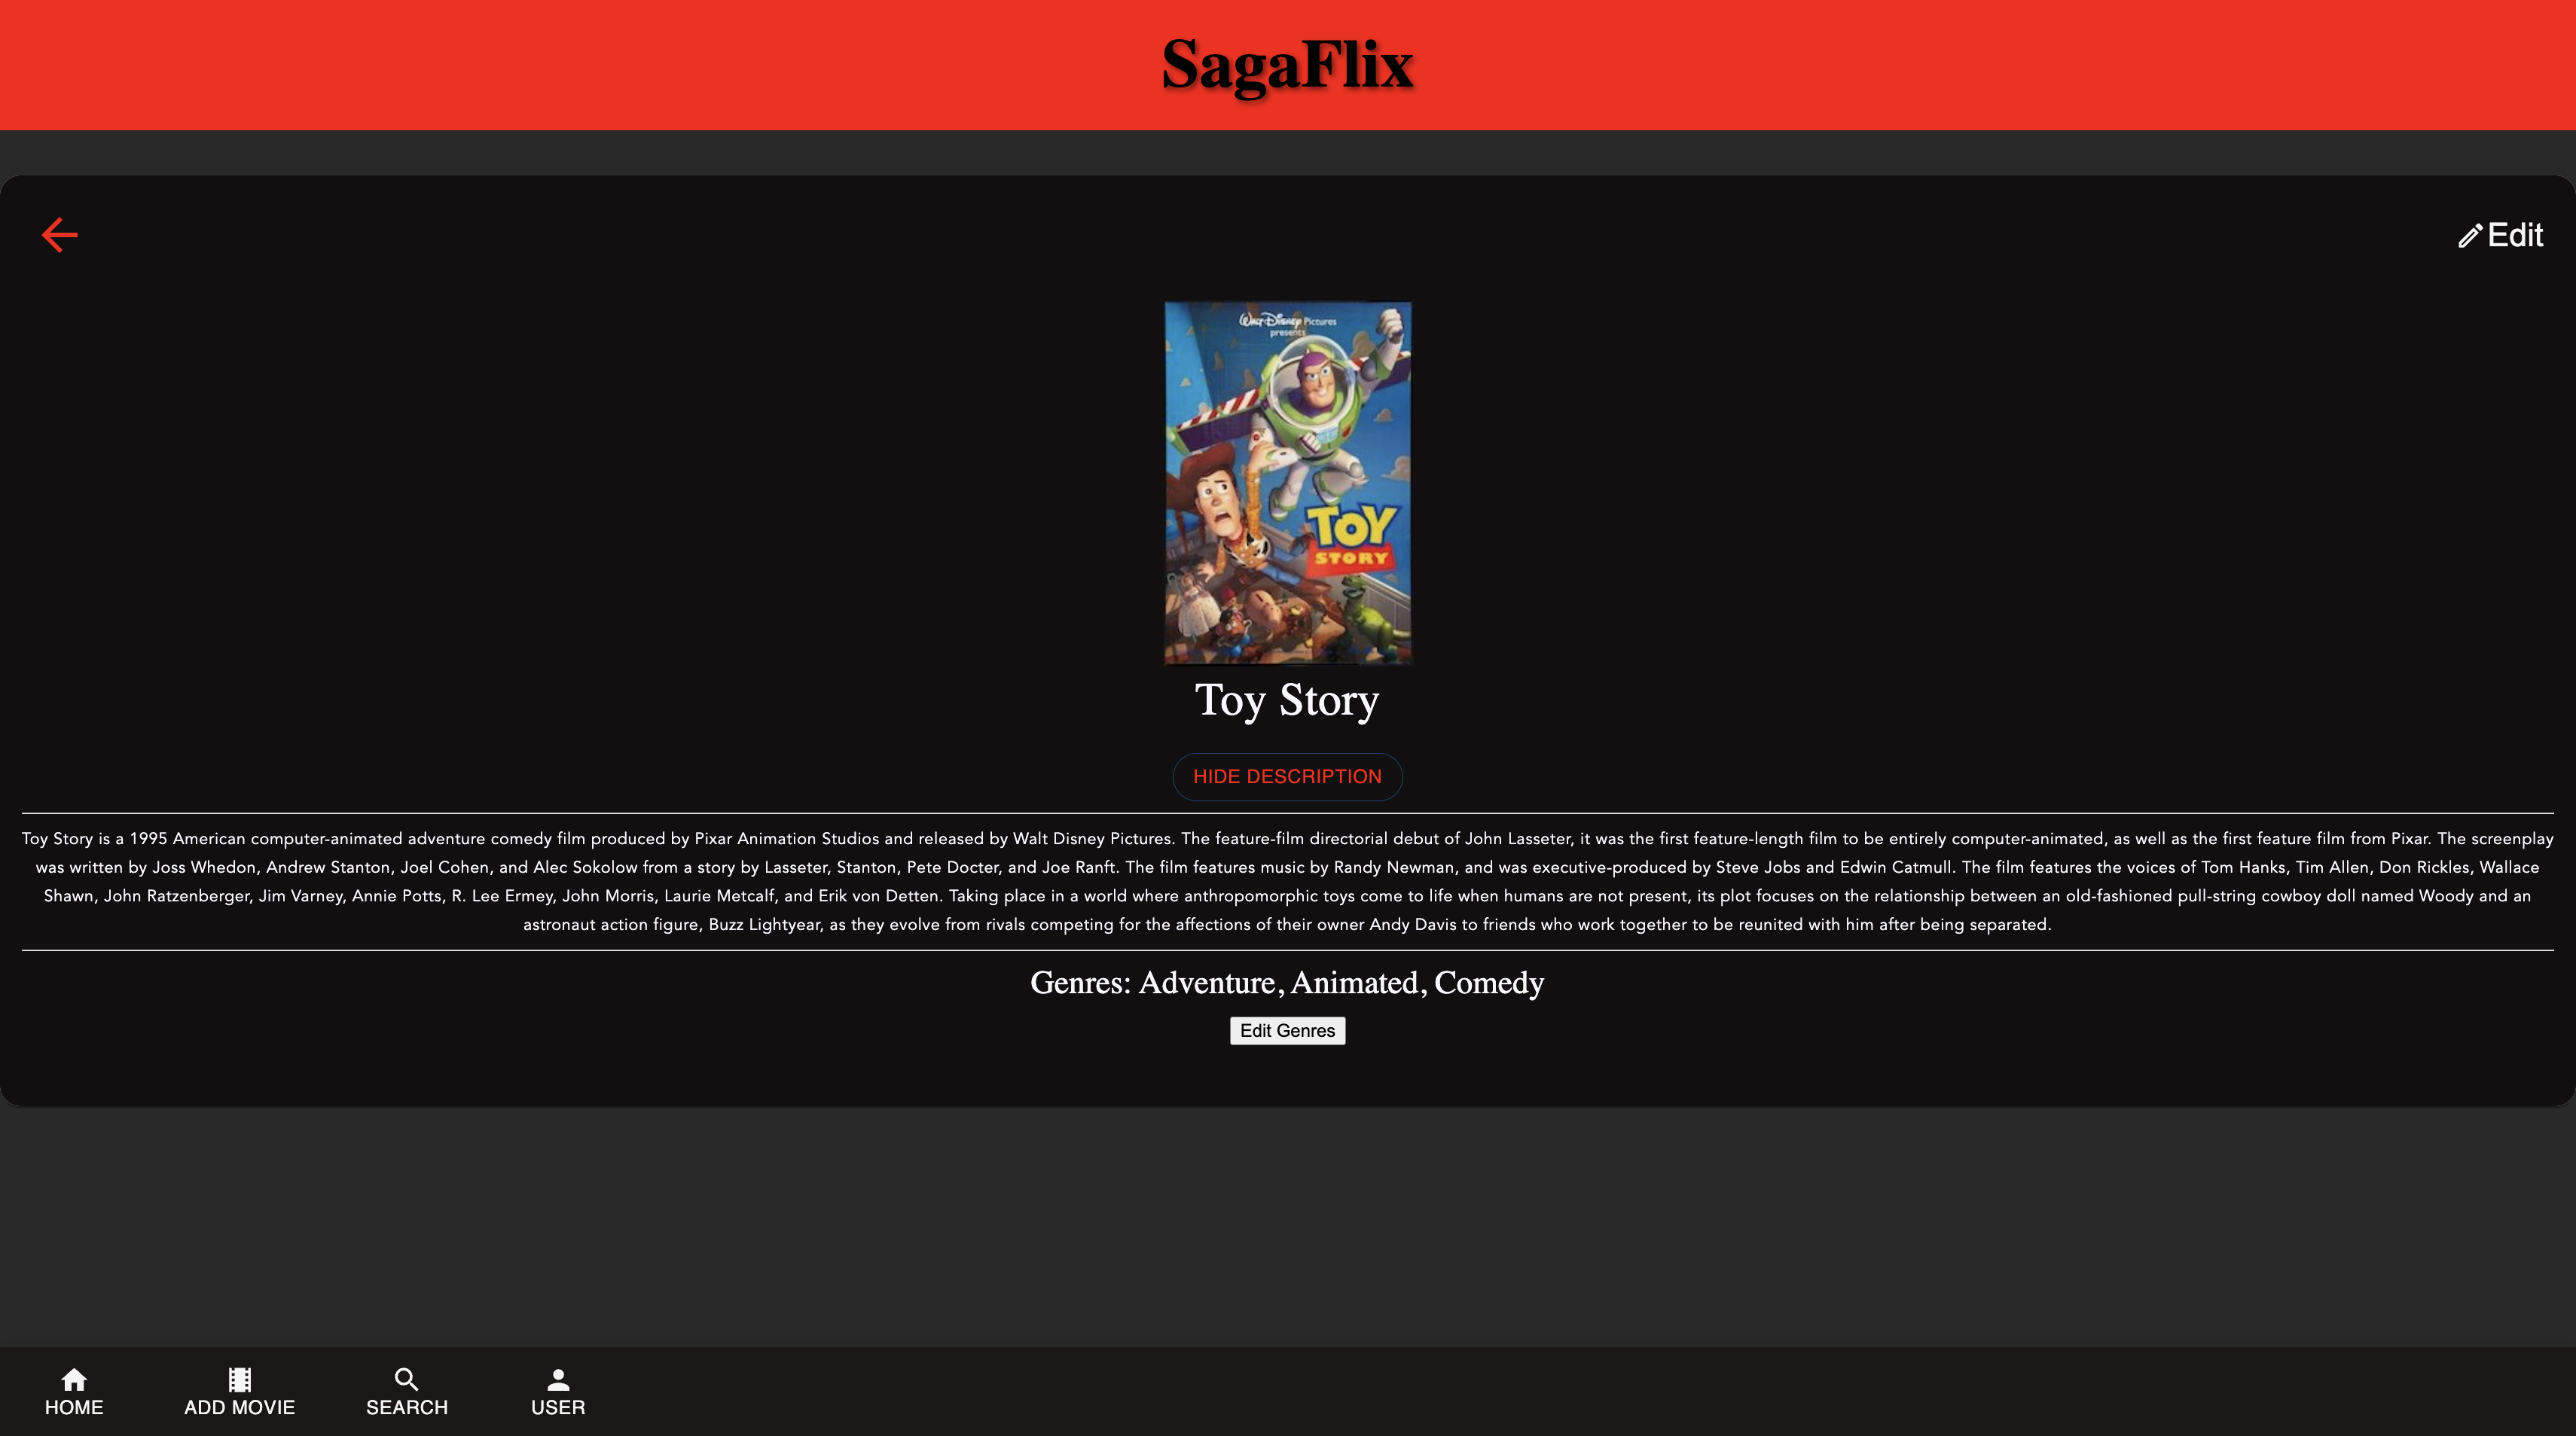 SagaFlix
Edit
Walt Disney Pictures
presents
TOY
STORY
Toy Story
HIDE DESCRIPTION
Toy Story is a 1995 American computer-animated adventure comedy film produced by Pixar Animation Studios and released by Walt Disney Pictures. The feature-film directorial debut of John Lasseter, it was the first feature-length film to be entirely computer-animated, as well as the first feature film from Pixar. The screenplay
was written by Joss Whedon, Andrew Stanton, Joel Cohen, and Alec Sokolow from a story by Lasseter, Stanton, Pete Docter, and Joe Ranft. The film features music by Randy Newman, and was executive-produced by Steve Jobs and Edwin Catmull. The film features the voices of Tom Hanks, Tim Allen, Don Rickles, Wallace
Shawn, John Ratzenberger, Jim Varney, Annie Potts, R. Lee Ermey, John Morris, Laurie Metcalf, and Erik von Detten. Taking place in a world where anthropomorphic toys come to life when humans are not present, its plot focuses on the relationship between an old-fashioned pull-string cowboy doll named Woody and an
astronaut action figure, Buzz Lightyear, as they evolve from rivals competing for the affections of their owner Andy Davis to friends who work together to be reunited with him after being separated.
Genres: Adventure, Animated, Comedy
Edit Genres
HOME
ADD MOVIE
SEARCH
USER